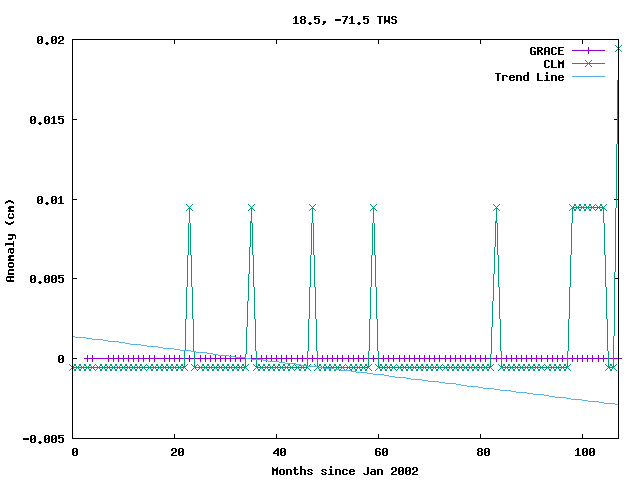 18.5, -71.5 TWS
GRACE
CLM
Trend Line
0.02
0.015
0.01
0.005
0
-0.005
Anomaly (cm)
0 20 40 60 80 100
Months since Jan 2002